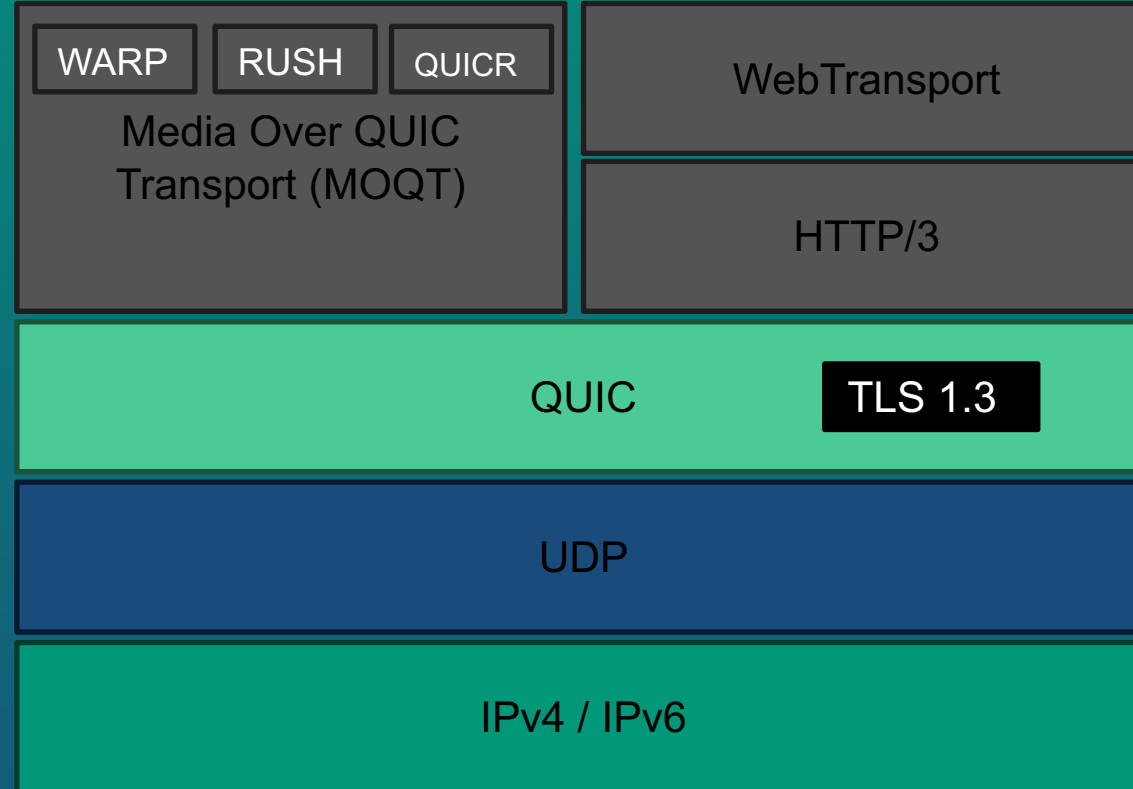 WARP
RUSH
QUICR
Media Over QUIC
Transport (MOQT)
WebTransport
HTTP/3
QUIC
TLS 1.3
UDP
IPv4 / IPv6